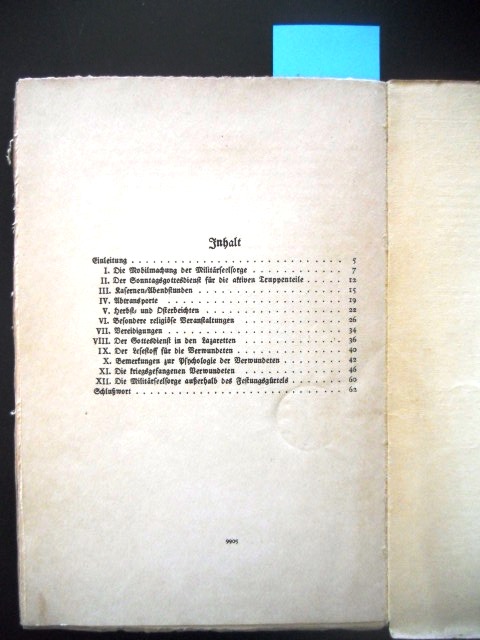 Inhalt
Einleitung . . . . . . . . . . . . . . . . . . . . . . . . . . 5
I. Die Mobilmachung der Militärseelsorge . . . . . . . . . . . 7
II. Der Sonntagsgottesdienst für die aktiven Truppenteile . . . . 12
III. Kasernen-Abendstunden . . . . . . . . . . . . . . . . . . 15
IV. Abtransporte . . . . . . . . . . . . . . . . . . . . . . 19
V. Herbst- und Osterbeichten . . . . . . . . . . . . . . . . . 22
VI. Besondere religiöse Veranstaltungen . . . . . . . . . . . . 26
VII. Vereidigungen . . . . . . . . . . . . . . . . . . . . . . 34
VIII. Der Gottesdienst in den Lazaretten . . . . . . . . . . . . 36
IX. Der Lesestoff für die Verwundeten . . . . . . . . . . . . . 40
X. Bemerkungen zur Psychologie der Verwundeten . . . . . . . . 42
XI. Die kriegsgefangenen Verwundeten . . . . . . . . . . . . . 46
XII. Die Militärseelsorge außerhalb des Festungsgürtels . . . . . 60
Schlußwort . . . . . . . . . . . . . . . . . . . . . . . . . . 62
9905